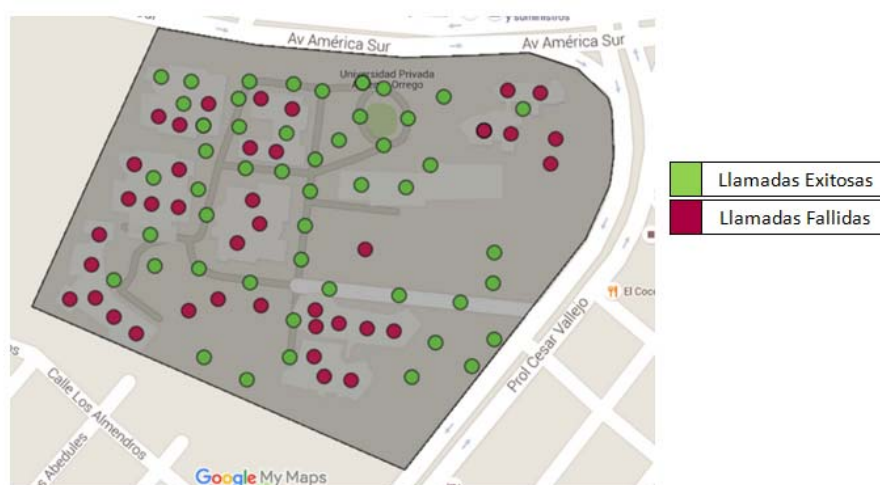 y suministros
Av América Sur
Av América Sur
Universidad Privada
Orrego
Llamadas Exitosas
Llamadas Fallidas
El Coce
Prol Cesar Vallejo
Calle Los Almendros
s Abedules
Google My Maps